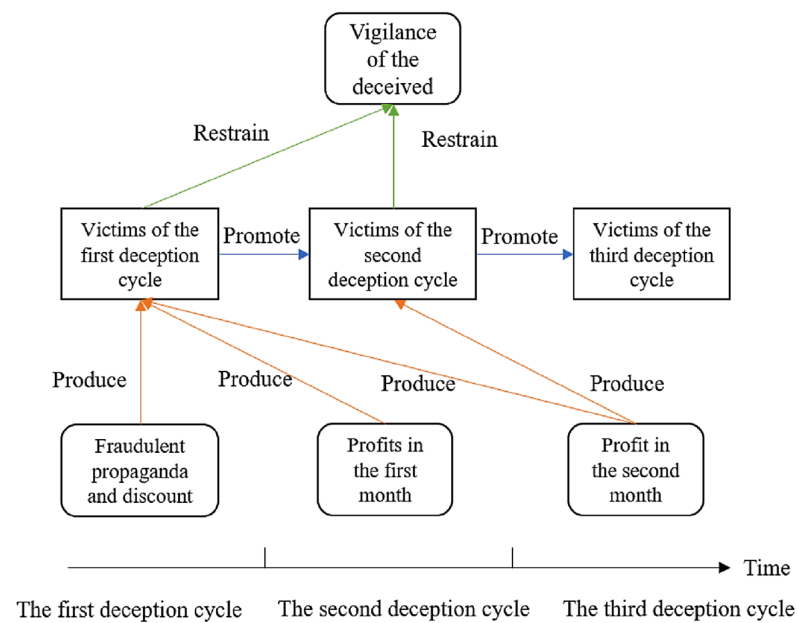 Vigilance
of the
deceived
Restrain
Restrain
Victims of the
first deception
cycle
Promote
Victims of the
second
deception cycle
Promote
Victims of the
third deception
cycle
Produce
Produce
Produce
Produce
Fraudulent
propaganda
and discount
Profits in
the first
month
Profit in
the second
month
Time
The first deception cycle
The second deception cycle
The third deception cycle